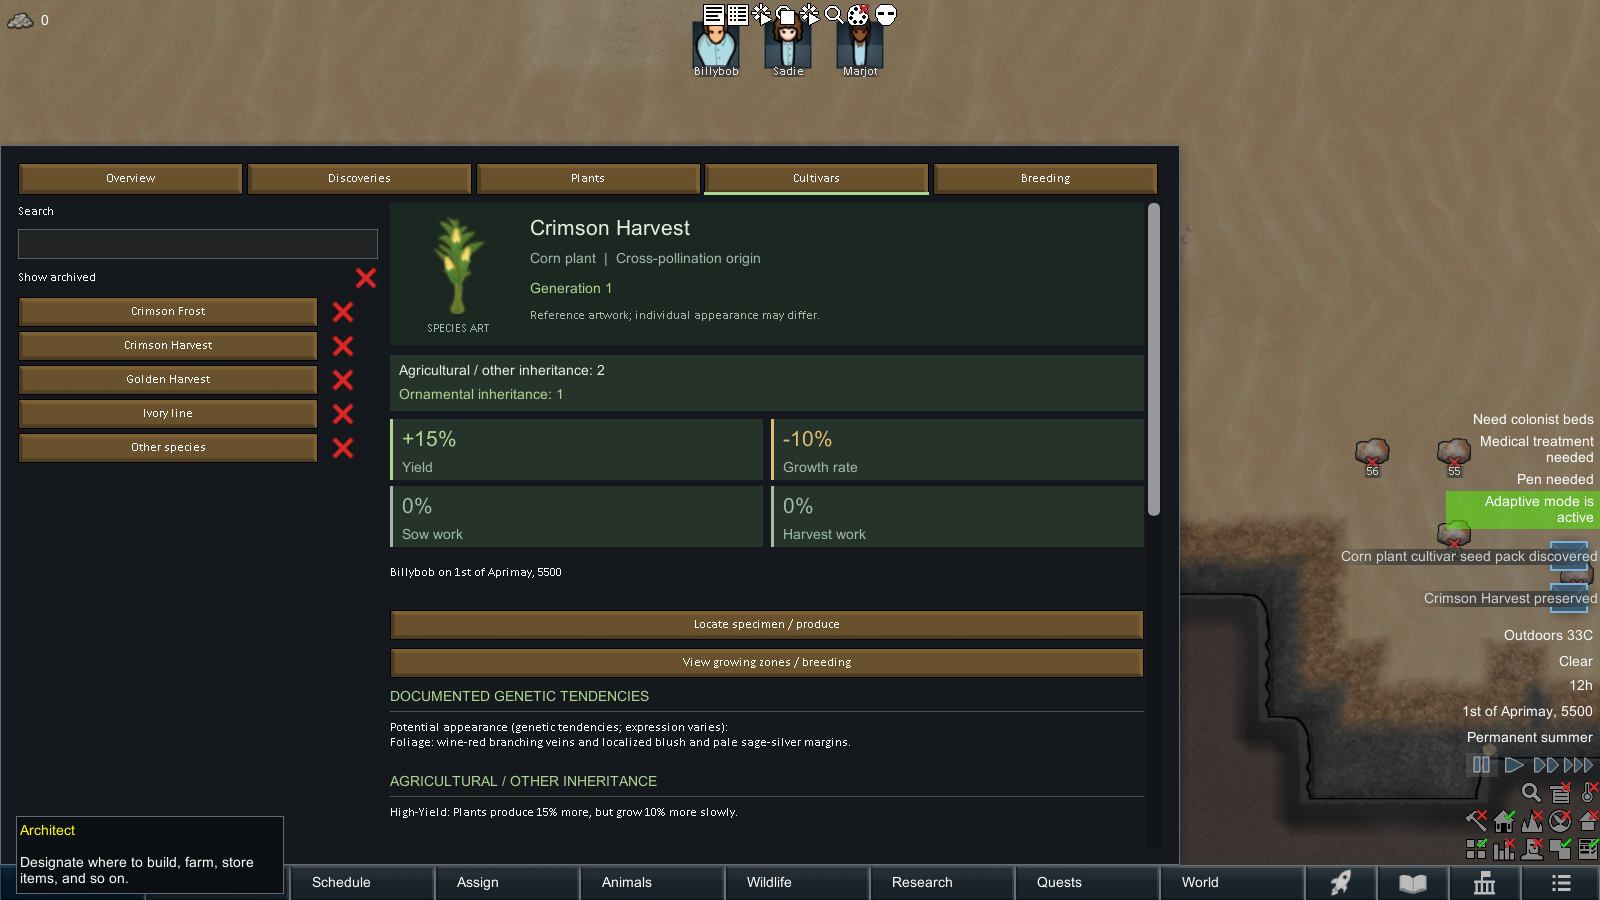 0
Billybob
Sadie
Marjot
Overview
Discoveries
Plants
Cultivars
Breeding
Search
Show archived
Crimson Frost
Crimson Harvest
Golden Harvest
Ivory line
Other species
SPECIES ART
Crimson Harvest
Corn plant | Cross-pollination origin
Generation 1
Reference artwork; individual appearance may differ.
Agricultural / other inheritance: 2
Ornamental inheritance: 1
+15%
Yield
-10%
Growth rate
0%
Sow work
0%
Harvest work
Billybob on 1st of Aprimay, 5500
Locate specimen / produce
View growing zones / breeding
DOCUMENTED GENETIC TENDENCIES
Potential appearance (genetic tendencies; expression varies):
Foliage: wine-red branching veins and localized blush and pale sage-silver margins.
AGRICULTURAL / OTHER INHERITANCE
High-Yield: Plants produce 15% more, but grow 10% more slowly.
56
55
Need colonist beds
Medical treatment
needed
Pen needed
Adaptive mode is
active
Corn plant cultivar seed pack discovered
Crimson Harvest preserved
Outdoors 33C
Clear
12h
1st of Aprimay, 5500
Permanent summer
Architect
Designate where to build, farm, store
items, and so on.
Schedule
Assign
Animals
Wildlife
Research
Quests
World